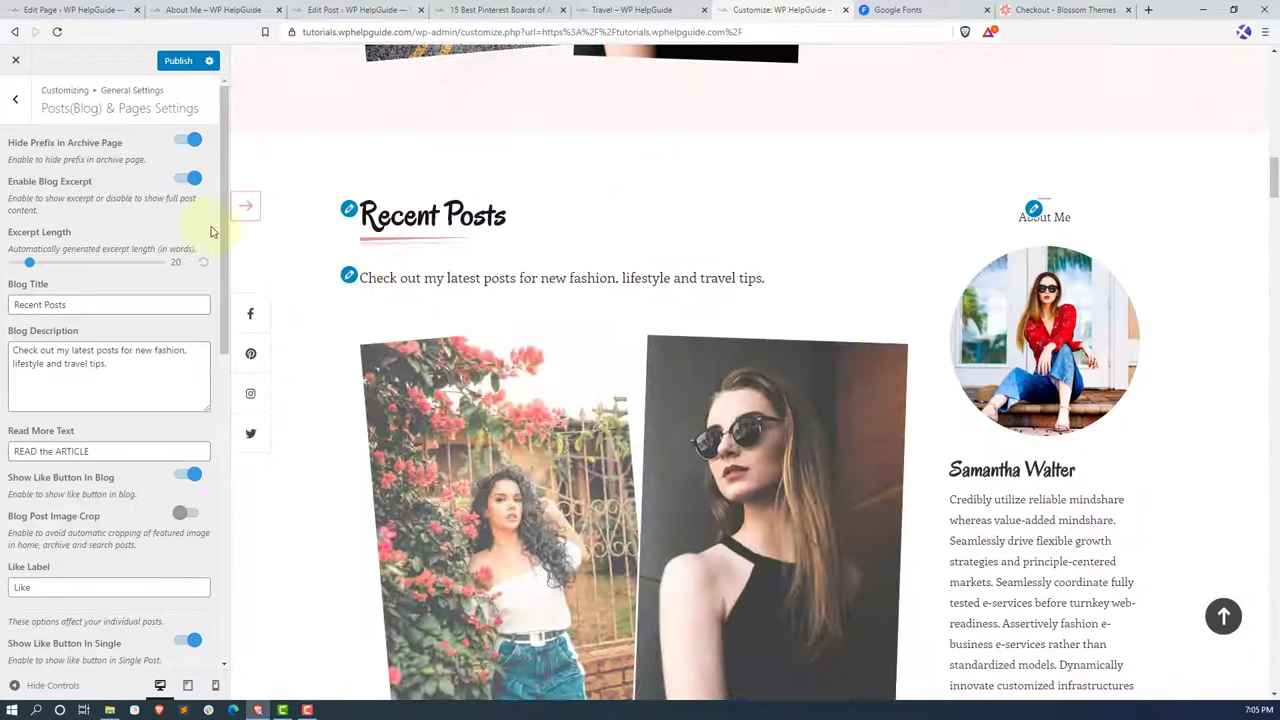 Edit Page ‹ WP HelpGuide
About Me – WP HelpGuide
Edit Post ‹ WP HelpGuide
15 Best Pinterest Boards of A
Travel – WP HelpGuide
Customize: WP HelpGuide –
Google Fonts
Checkout - Blossom Themes
tutorials.wphelpguide.com/wp-admin/customize.php?url=https%3A%2F%2Ftutorials.wphelpguide.com%2F
Publish
Customizing ▸ General Settings
Posts(Blog) & Pages Settings
Hide Prefix in Archive Page
Enable to hide prefix in archive page.
Enable Blog Excerpt
Enable to show excerpt or disable to show full post
content.
Excerpt Length
Automatically generated excerpt length (in words).
20
Blog Title
Recent Posts
Blog Description
Check out my latest posts for new fashion,
lifestyle and travel tips.
Read More Text
READ the ARTICLE
Show Like Button In Blog
Enable to show like button in blog.
Blog Post Image Crop
Enable to avoid automatic cropping of featured image
in home, archive and search posts.
Like Label
Like
These options affect your individual posts.
Show Like Button In Single
Enable to show like button in Single Post.
Hide Controls
Recent Posts
Check out my latest posts for new fashion, lifestyle and travel tips.
About Me
Samantha Walter
Credibly utilize reliable mindshare
whereas value-added mindshare.
Seamlessly drive flexible growth
strategies and principle-centered
markets. Seamlessly coordinate fully
tested e-services before turnkey web-
readiness. Assertively fashion e-
business e-services rather than
standardized models. Dynamically
innovate customized infrastructures
7:05 PM